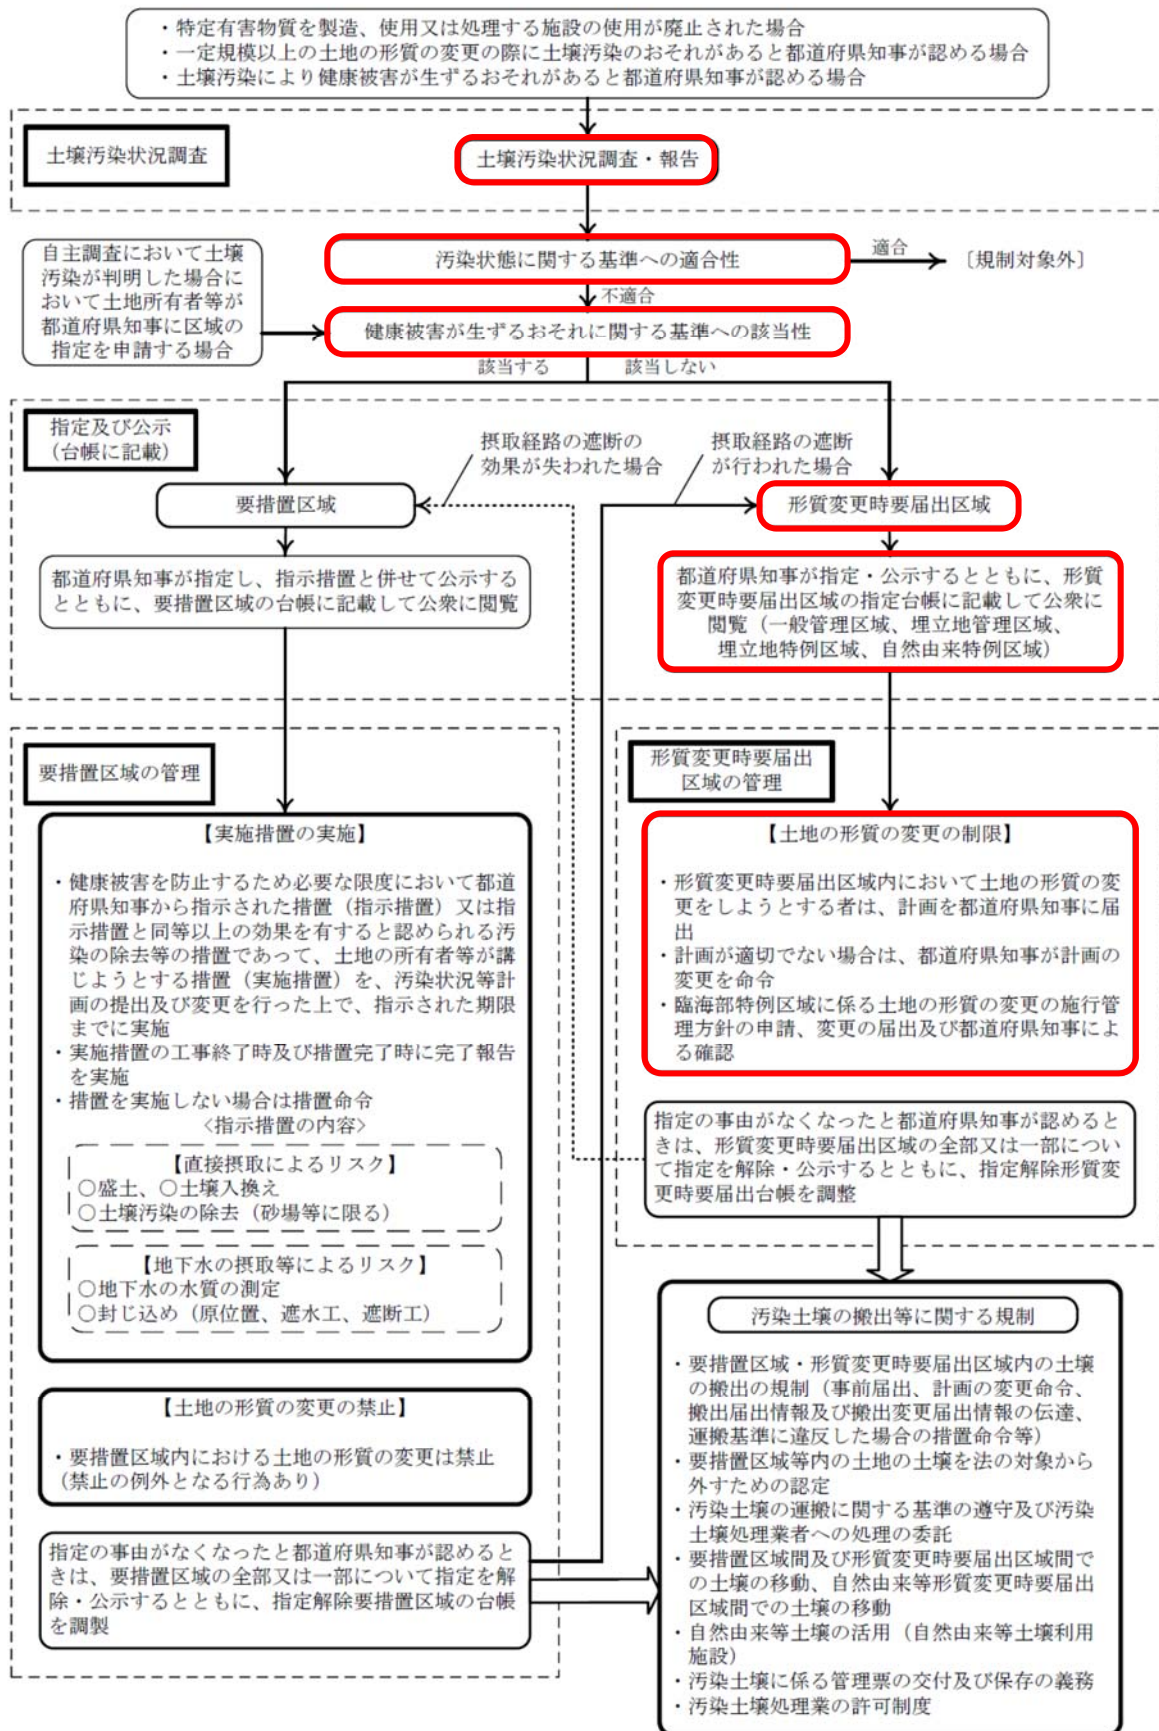 ・特定有害物質を製造、使用又は処理する施設の使用が廃止された場合
・一定規模以上の土地の形質の変更の際に土壌汚染のおそれがあると都道府県知事が認める場合
・土壌汚染により健康被害が生ずるおそれがあると都道府県知事が認める場合
土壌汚染状況調査
土壌汚染状況調査・報告
自主調査において土壌
汚染が判明した場合に
おいて土地所有者等が
都道府県知事に区域の
指定を申請する場合
汚染状態に関する基準への適合性
適合
〔規制対象外〕
不適合
健康被害が生ずるおそれに関する基準への該当性
該当する
該当しない
指定及び公示
(台帳に記載)
摂取経路の遮断の
効果が失われた場合
摂取経路の遮断
が行われた場合
要措置区域
形質変更時要届出区域
都道府県知事が指定し、指示措置と併せて公示する
とともに、要措置区域の台帳に記載して公衆に閲覧
都道府県知事が指定・公示するとともに、形質
変更時要届出区域の指定台帳に記載して公衆に
閲覧（一般管理区域、埋立地管理区域、
埋立地特例区域、自然由来特例区域）
要措置区域の管理
形質変更時要届出
区域の管理
【実施措置の実施】
・健康被害を防止するため必要な限度において都道
府県知事から指示された措置（指示措置）又は指
示措置と同等以上の効果を有すると認められる汚
染の除去等の措置であって、土地の所有者等が講
じようとする措置（実施措置）を、汚染状況等計
画の提出及び変更を行った上で、指示された期限
までに実施
・実施措置の工事終了時及び措置完了時に完了報告
を実施
・措置を実施しない場合は措置命令
〈指示措置の内容〉
【直接摂取によるリスク】
○盛土、○土壌入換え
○土壌汚染の除去（砂場等に限る）
【地下水の摂取等によるリスク】
○地下水の水質の測定
○封じ込め（原位置、遮水工、遮断工）
【土地の形質の変更の禁止】
・要措置区域内における土地の形質の変更は禁止
（禁止の例外となる行為あり）
指定の事由がなくなったと都道府県知事が認めると
きは、要措置区域の全部又は一部について指定を解
除・公示するとともに、指定解除要措置区域の台帳
を調製
【土地の形質の変更の制限】
・形質変更時要届出区域内において土地の形質の変
更をしようとする者は、計画を都道府県知事に届
出
・計画が適切でない場合は、都道府県知事が計画の
変更を命令
・臨海部特例区域に係る土地の形質の変更の施行管
理方針の申請、変更の届出及び都道府県知事によ
る確認
指定の事由がなくなったと都道府県知事が認めると
きは、形質変更時要届出区域の全部又は一部につい
て指定を解除・公示するとともに、指定解除形質変
更時要届出台帳を調整
汚染土壌の搬出等に関する規制
・要措置区域・形質変更時要届出区域内の土壌
の搬出の規制（事前届出、計画の変更命令、
搬出届出情報及び搬出変更届出情報の伝達、
運搬基準に違反した場合の措置命令等）
・要措置区域等内の土地の土壌を法の対象から
外すための認定
・汚染土壌の運搬に関する基準の遵守及び汚染
土壌処理業者への処理の委託
・要措置区域間及び形質変更時要届出区域間で
の土壌の移動、自然由来等形質変更時要届出
区域間での土壌の移動
・自然由来等土壌の活用（自然由来等土壌利用
施設）
・汚染土壌に係る管理票の交付及び保存の義務
・汚染土壌処理業の許可制度